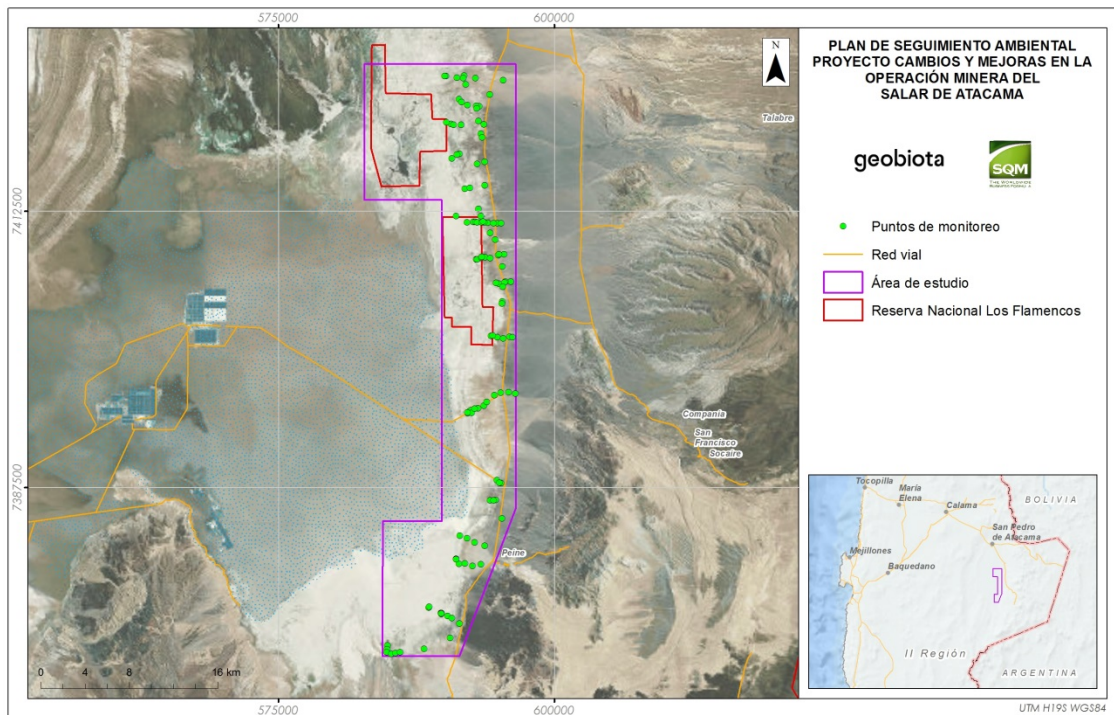 575000
600000
7412500
7387500
N
Talabre
Compañia
San
Francisco
Socaire
Peine
0 4 8 16 km
575000
600000
PLAN DE SEGUIMIENTO AMBIENTAL
PROYECTO CAMBIOS Y MEJORAS EN LA
OPERACIÓN MINERA DEL
SALAR DE ATACAMA
geobiota
SQM
Puntos de monitoreo
Red vial
Área de estudio
Reserva Nacional Los Flamencos
Tocopilla
María
Elena
Calama
BOLIVIA
San Pedro
de Atacama
Mejillones
Baquedano
II Región
ARGENTINA
UTM H19S WGS84